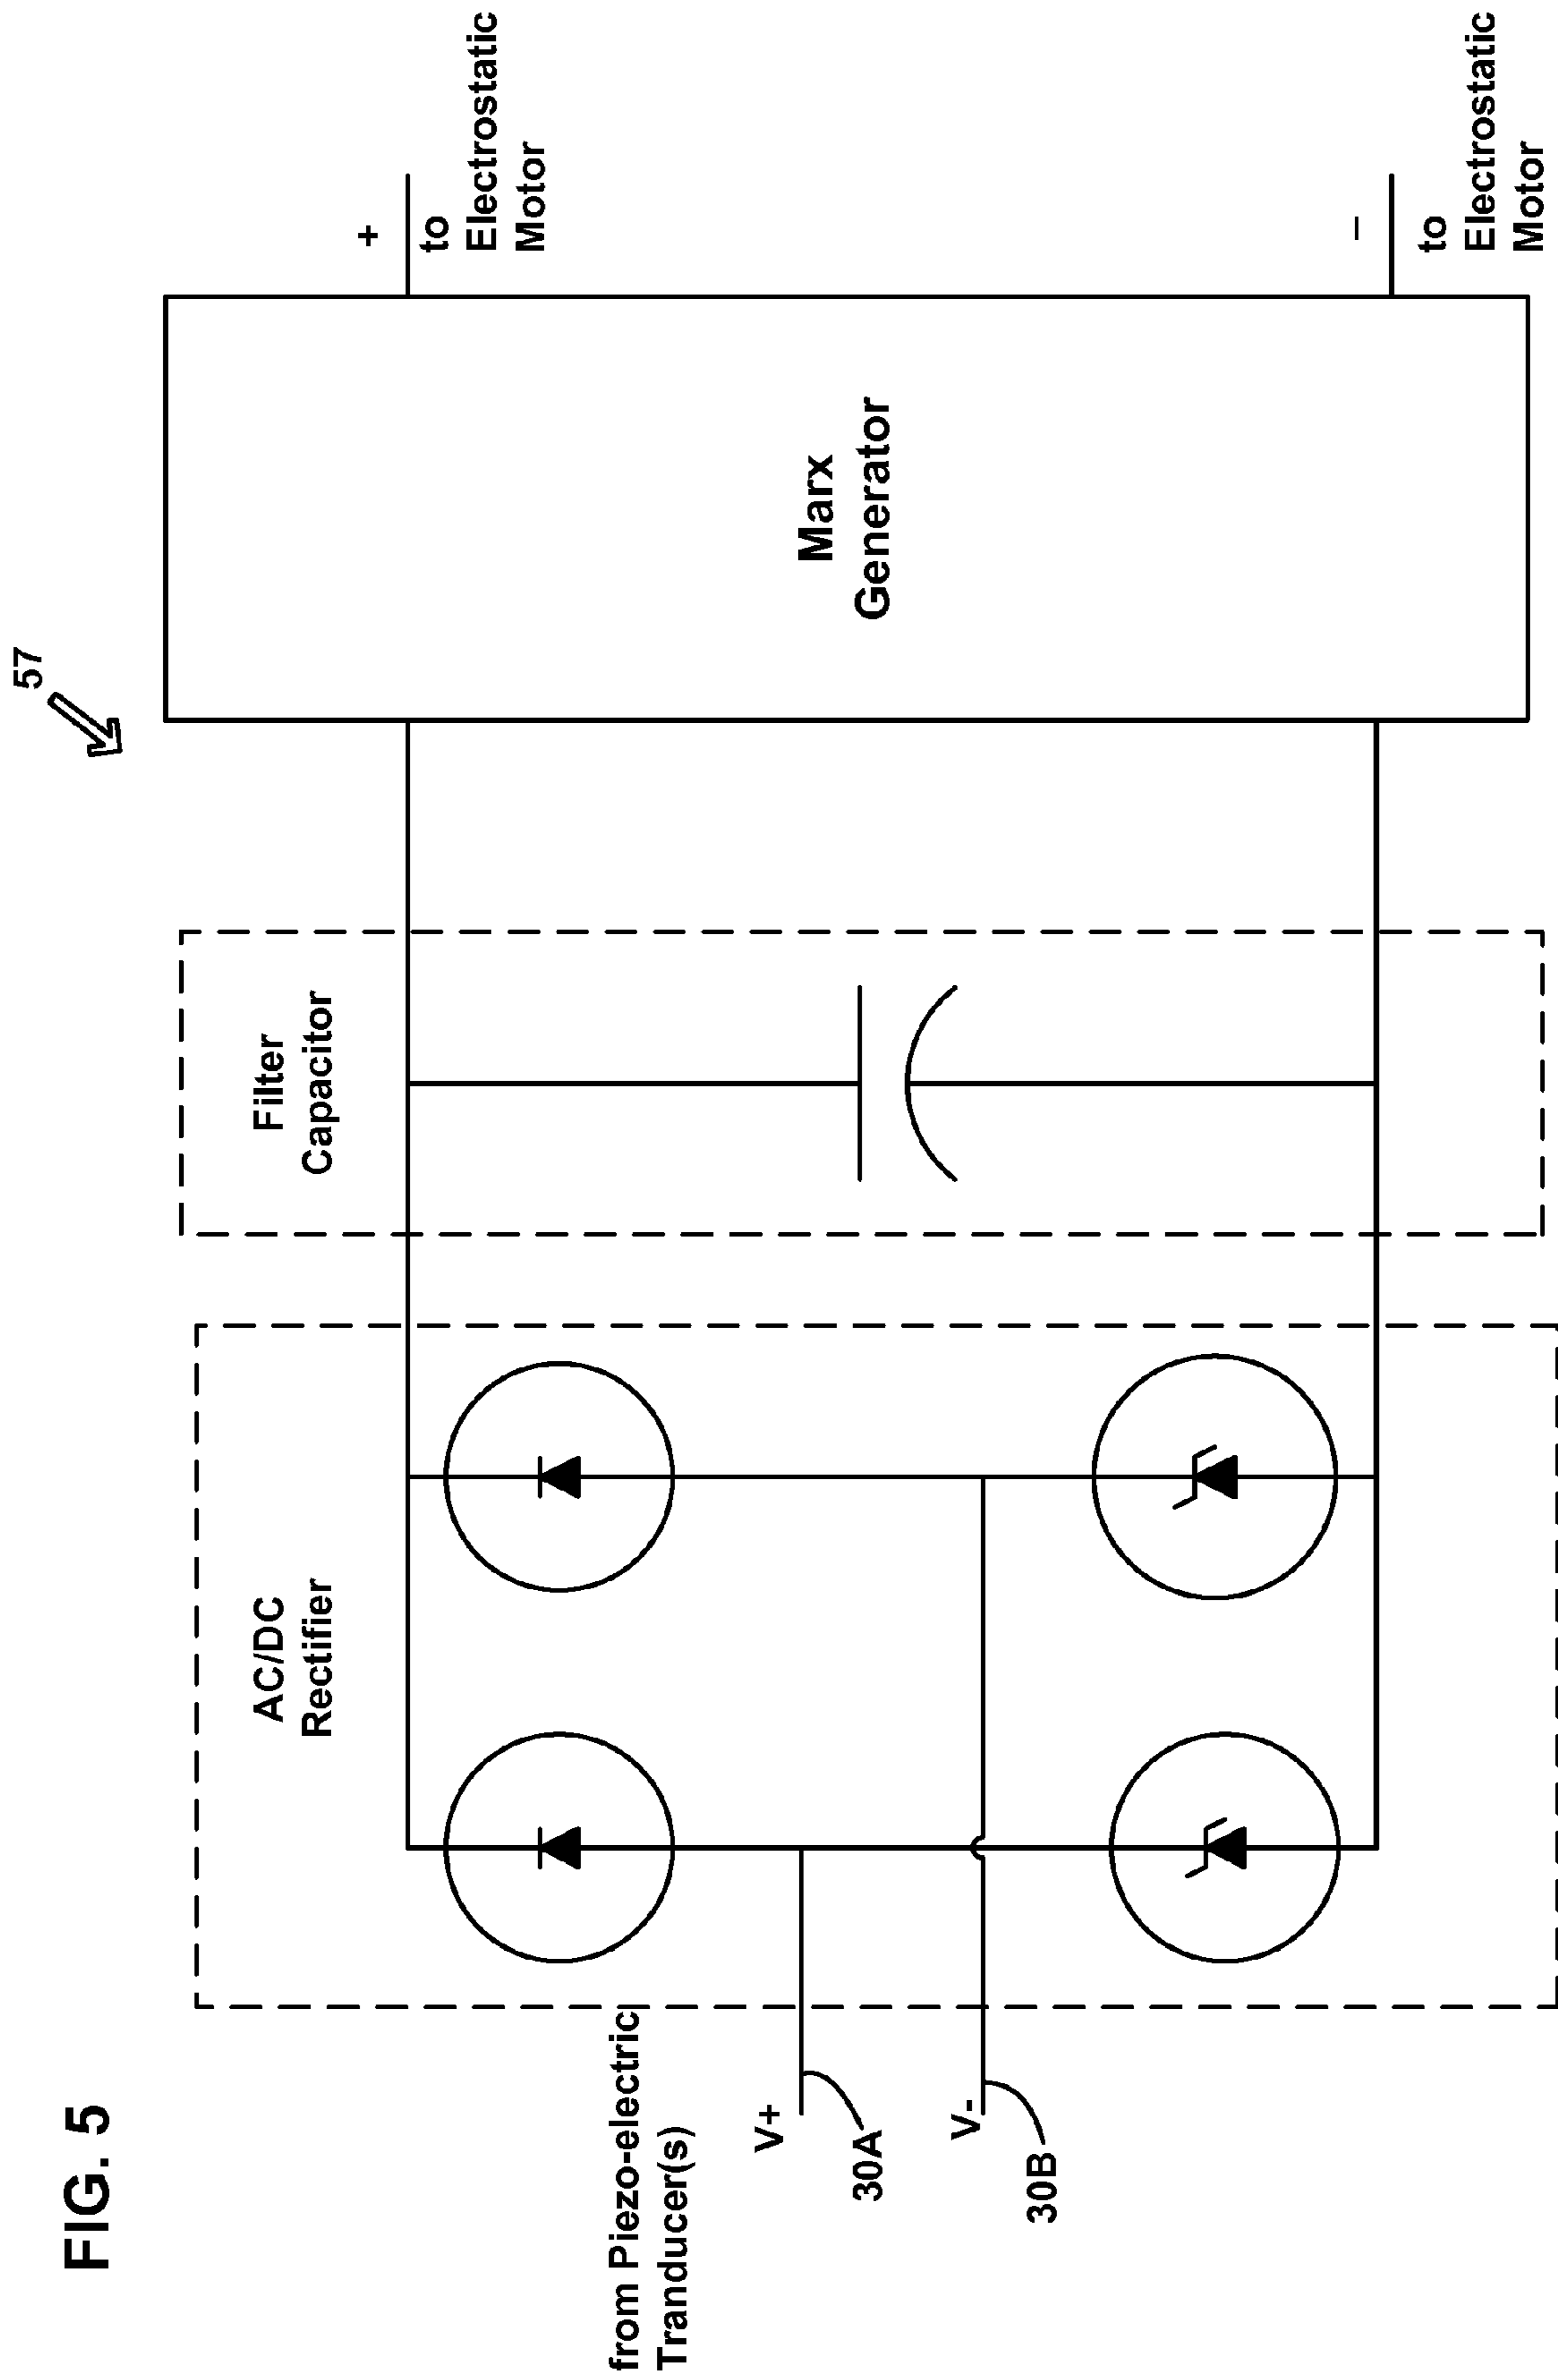 FIG. 5
57
from Piezo-electric
Tranducer(s)
V+
30A
V-
30B
AC/DC
Rectifier
Filter
Capacitor
Marx
Generator
+
to
Electrostatic
Motor
–
to
Electrostatic
Motor